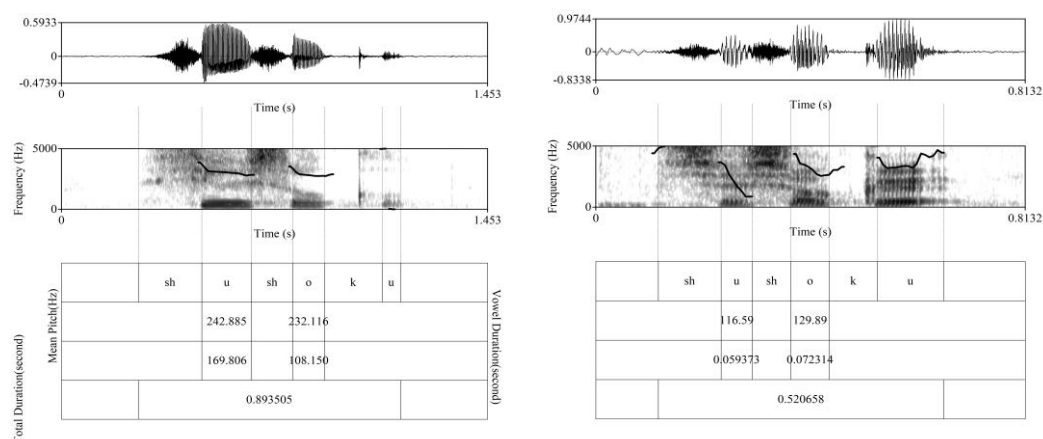 0.5933
0
-0.4739
0
1.453
Time (s)
5000
Frequency (Hz)
0
0
1.453
Time (s)
sh u sh o k u
242.885 232.116
169.806 108.150
0.893505
Mean Pitch(Hz)
otal Duration(second)
Vowel Duration(second)
0.9744
0
-0.8338
0
0.8132
Time (s)
5000
Frequency (Hz)
0
0
0.8132
Time (s)
sh u sh o k u
116.59 129.89
0.059373 0.072314
0.520658